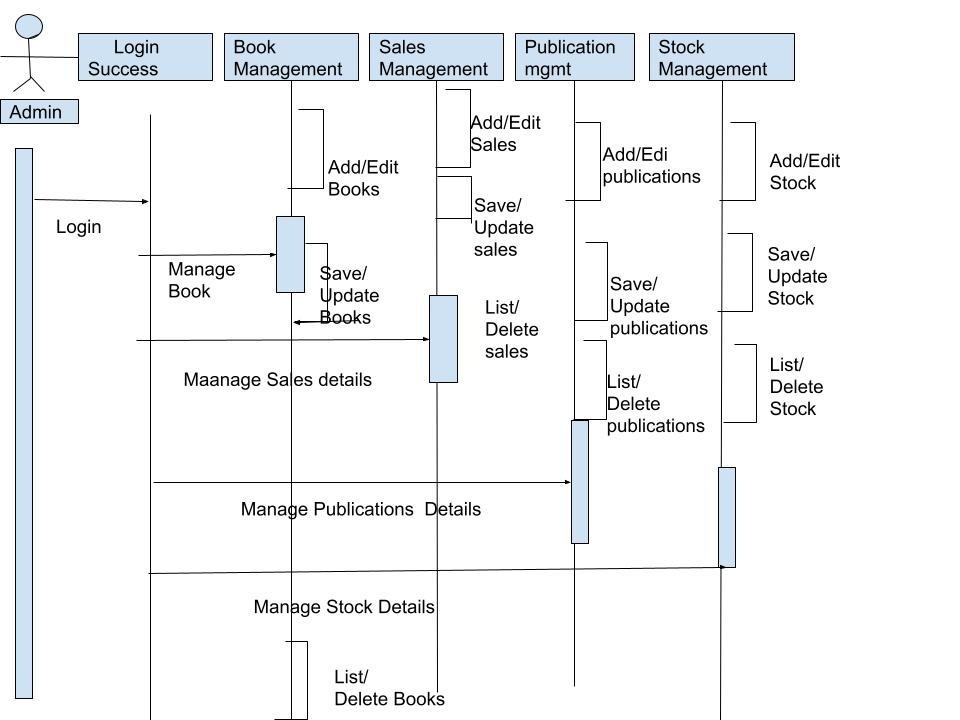 Login
Success
Book
Management
Sales
Management
Publication
mgmt
Stock
Management
Admin
Add/Edit
Sales
Add/Edit
Books
Add/Edi
publications
Add/Edit
Stock
Login
Save/
Update
sales
Manage
Book
Save/
Update
Books
Save/
Update
publications
Save/
Update
Stock
List/
Delete
sales
Maanage Sales details
List/
Delete
publications
List/
Delete
Stock
Manage Publications Details
Manage Stock Details
List/
Delete Books